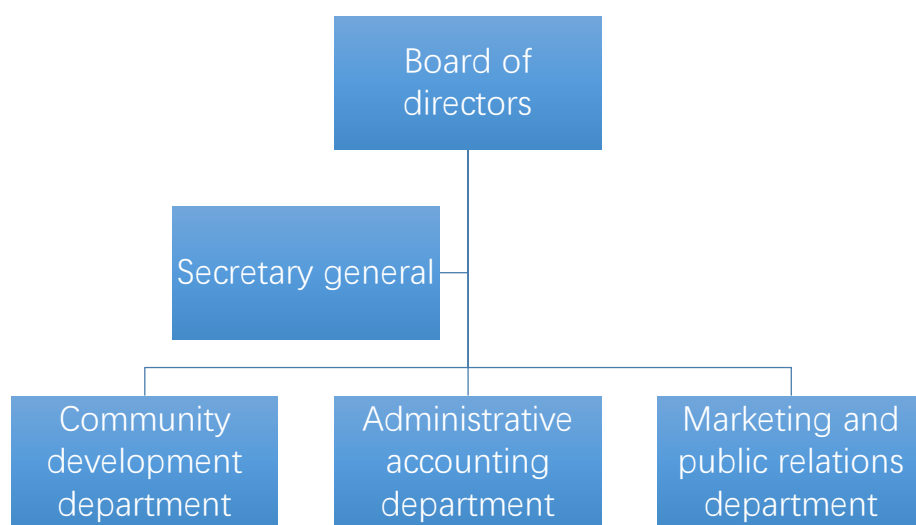 Board of
directors
Secretary general
Community
development
department
Administrative
accounting
department
Marketing and
public relations
department